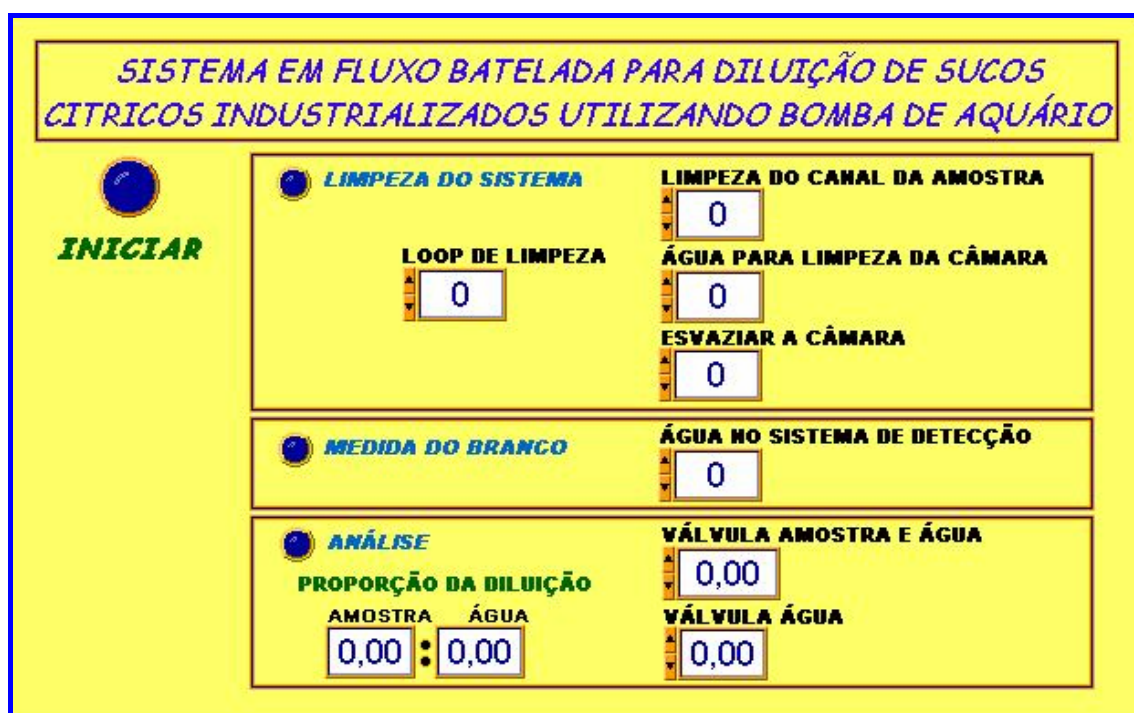 SISTEMA EM FLUXO BATELADA PARA DILUIÇÃO DE SUCOS
CITRICOS INDUSTRIALIZADOS UTILIZANDO BOMBA DE AQUÁRIO
INICIAR
LIMPEZA DO SISTEMA
LOOP DE LIMPEZA
0
LIMPEZA DO CANAL DA AMOSTRA
0
ÁGUA PARA LIMPEZA DA CÂMARA
0
ESVAZIAR A CÂMARA
0
MEDIDA DO BRANCO
ÁGUA NO SISTEMA DE DETECÇÃO
0
ANÁLISE
PROPORÇÃO DA DILUIÇÃO
AMOSTRA ÁGUA
0,00 : 0,00
VÁLVULA AMOSTRA E ÁGUA
0,00
VÁLVULA ÁGUA
0,00